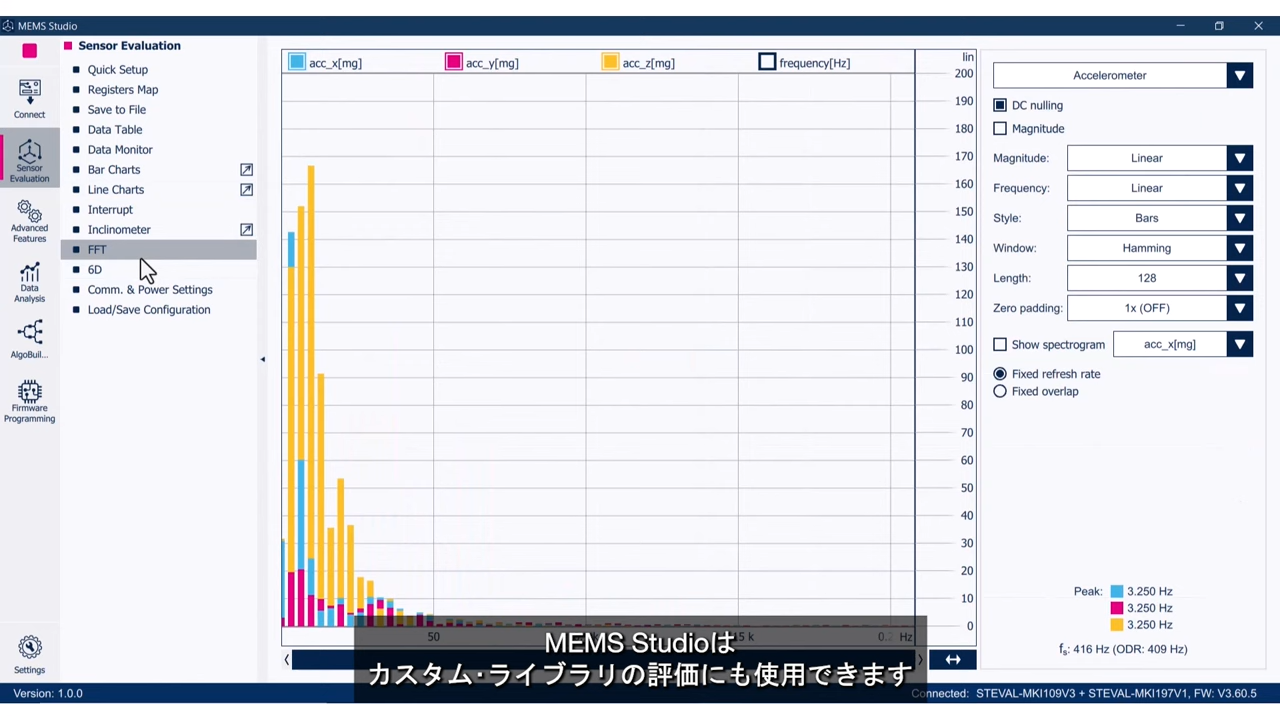 MEMS Studio
Connect
Sensor
Evaluation
Advanced
Features
Data
Analysis
AlgoBuil...
Firmware
Programming
Settings
Sensor Evaluation
Quick Setup
Registers Map
Save to File
Data Table
Data Monitor
Bar Charts
Line Charts
Interrupt
Inclinometer
FFT
6D
Comm. & Power Settings
Load/Save Configuration
acc_x[mg]
acc_y[mg]
acc_z[mg]
frequency[Hz]
lin
200
190
180
170
160
150
140
130
120
110
100
90
80
70
60
50
40
30
20
10
0
50
Hz
Accelerometer
DC nulling
Magnitude
Magnitude: Linear
Frequency: Linear
Style: Bars
Window: Hamming
Length: 128
Zero padding: 1x (OFF)
Show spectrogram acc_x[mg]
Fixed refresh rate
Fixed overlap
Peak: 3.250 Hz
3.250 Hz
3.250 Hz
fs: 416 Hz (ODR: 409 Hz)
MEMS Studioは
カスタム・ライブラリの評価にも使用できます
Version: 1.0.0
Connected: STEVAL-MKI109V3 + STEVAL-MKI197V1, FW: V3.60.5